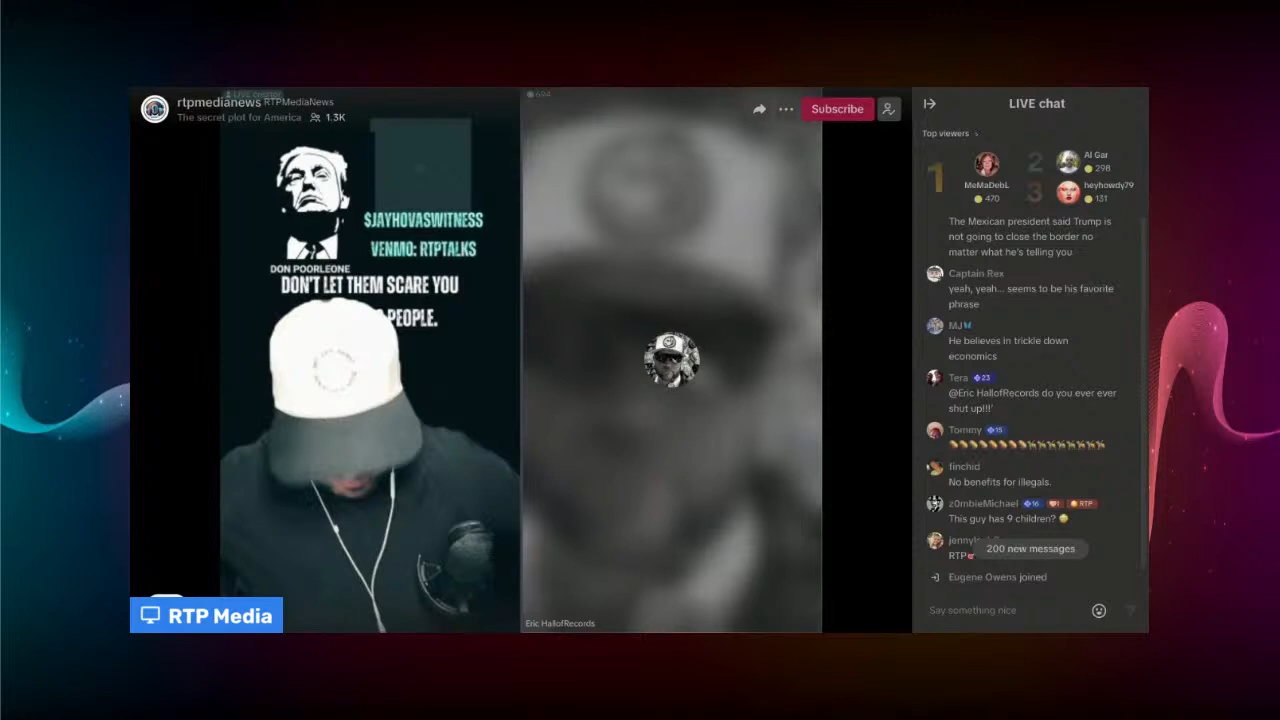 LIVE creator
rtpmedianews RTPMediaNews
The secret plot for America 1.3K
694
Subscribe
$JAYHOVASWITNESS
VENMO: RTPTALKS
DON POORLEONE
DON'T LET THEM SCARE YOU
PEOPLE.
Eric HallofRecords
RTP Media
LIVE chat
Top viewers
1
MeMaDebL
470
2
Al Gar
298
3
heyhowdy79
131
The Mexican president said Trump is
not going to close the border no
matter what he's telling you
Captain Rex
yeah, yeah... seems to be his favorite
phrase
MJ
He believes in trickle down
economics
Tera 23
@Eric HallofRecords do you ever ever
shut up!!!'
Tommy 15
finchid
No benefits for illegals.
z0mbieMichael 16 RTP
This guy has 9 children?
RTP
200 new messages
Eugene Owens joined
Say something nice